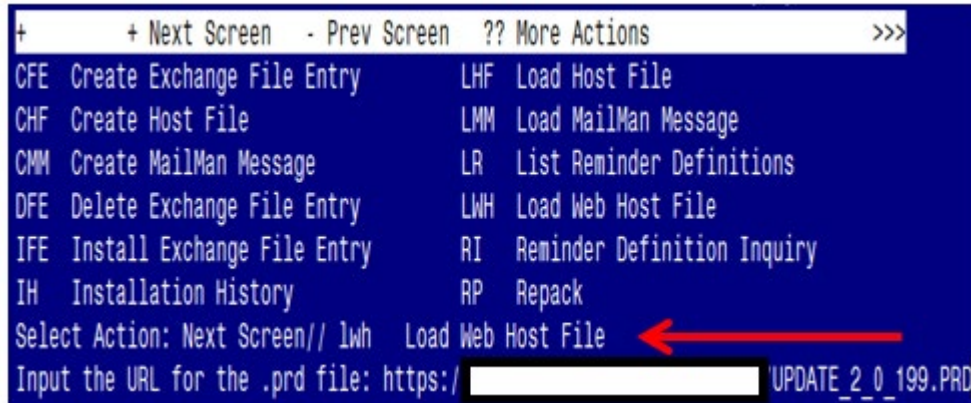 + + Next Screen - Prev Screen ?? More Actions >>>
CFE Create Exchange File Entry LHF Load Host File
CHF Create Host File LMM Load MailMan Message
CMM Create MailMan Message LR List Reminder Definitions
DFE Delete Exchange File Entry LWH Load Web Host File
IFE Install Exchange File Entry RI Reminder Definition Inquiry
IH Installation History RP Repack
Select Action: Next Screen// lwh Load Web Host File
Input the URL for the .prd file: https:/ /UPDATE_2_0_199.PRD